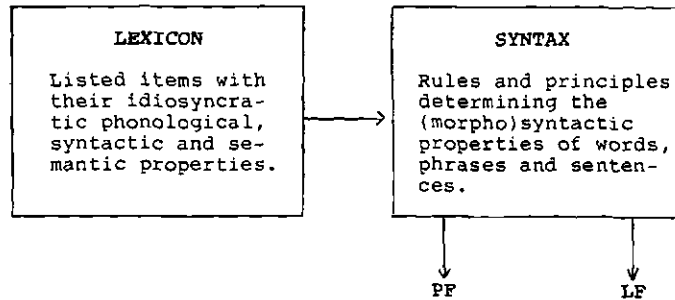 LEXICON
Listed items with
their idiosyncra-
tic phonological,
syntactic and se-
mantic properties.
SYNTAX
Rules and principles
determining the
(morpho)syntactic
properties of words,
phrases and senten-
ces.
PF
LF